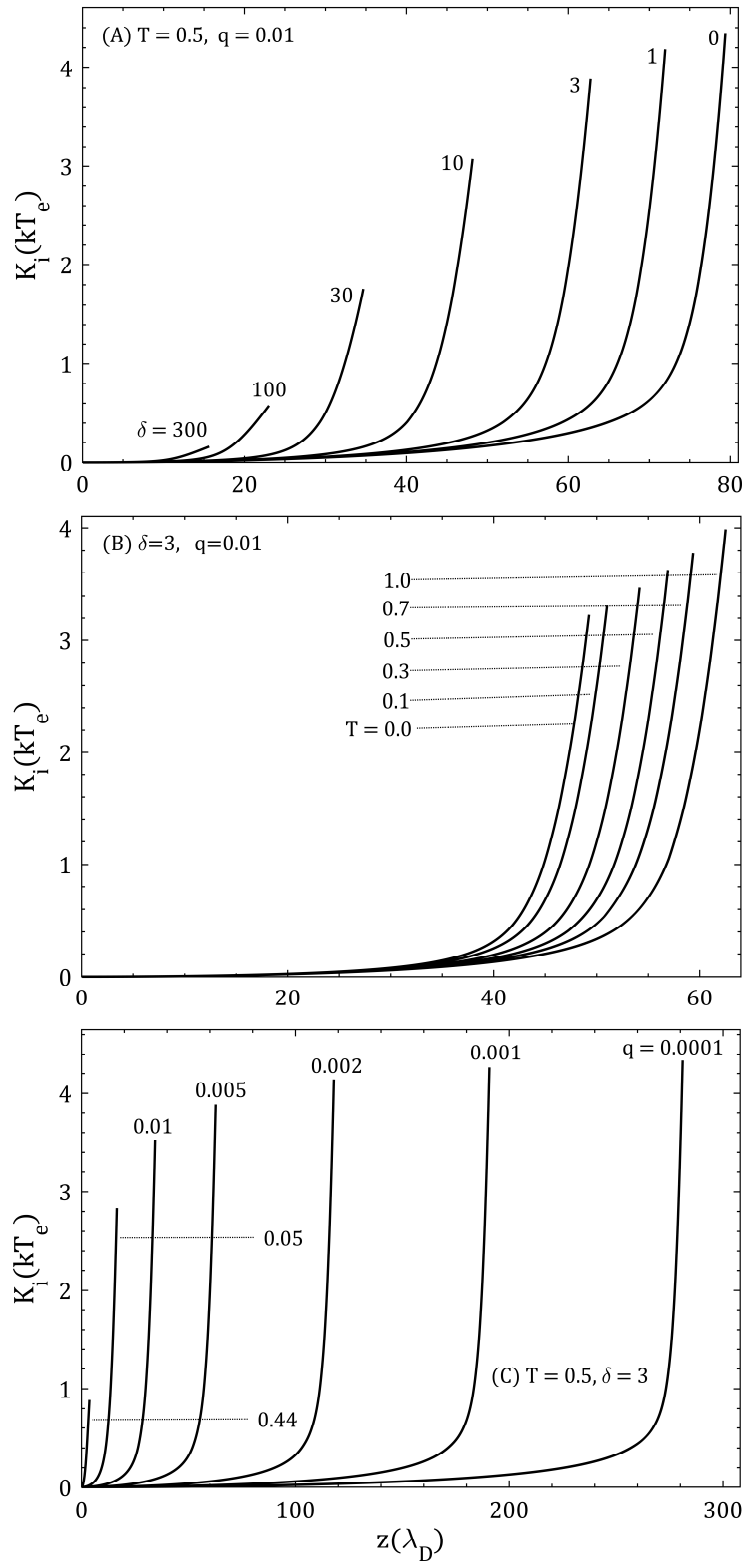 (A) T = 0.5, q = 0.01
0
1
3
10
30
100
δ = 300
K_i(kT_e)
4
3
2
1
0
0 20 40 60 80
(B) δ=3, q=0.01
1.0
0.7
0.5
0.3
0.1
T = 0.0
K_i(kT_e)
4
3
2
1
0
0 20 40 60
q = 0.0001
0.001
0.002
0.005
0.01
0.05
0.44
(C) T = 0.5, δ = 3
K_i(kT_e)
4
3
2
1
0
0 100 200 300
z(λ_D)